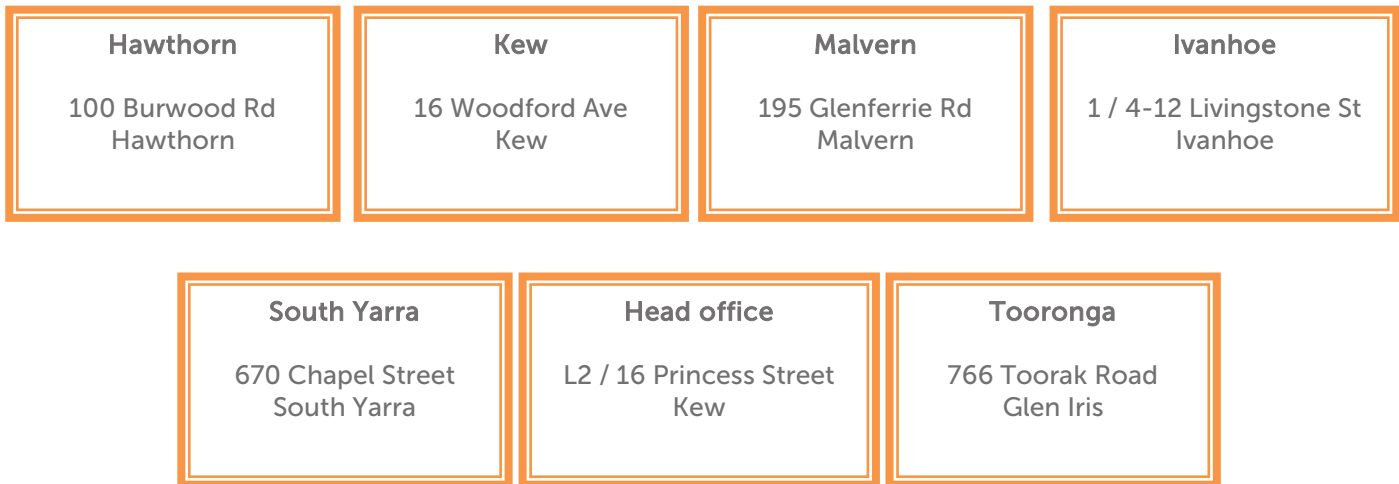 Hawthorn
100 Burwood Rd
Hawthorn
Kew
16 Woodford Ave
Kew
Malvern
195 Glenferrie Rd
Malvern
Ivanhoe
1 / 4-12 Livingstone St
Ivanhoe
South Yarra
670 Chapel Street
South Yarra
Head office
L2 / 16 Princess Street
Kew
Tooronga
766 Toorak Road
Glen Iris